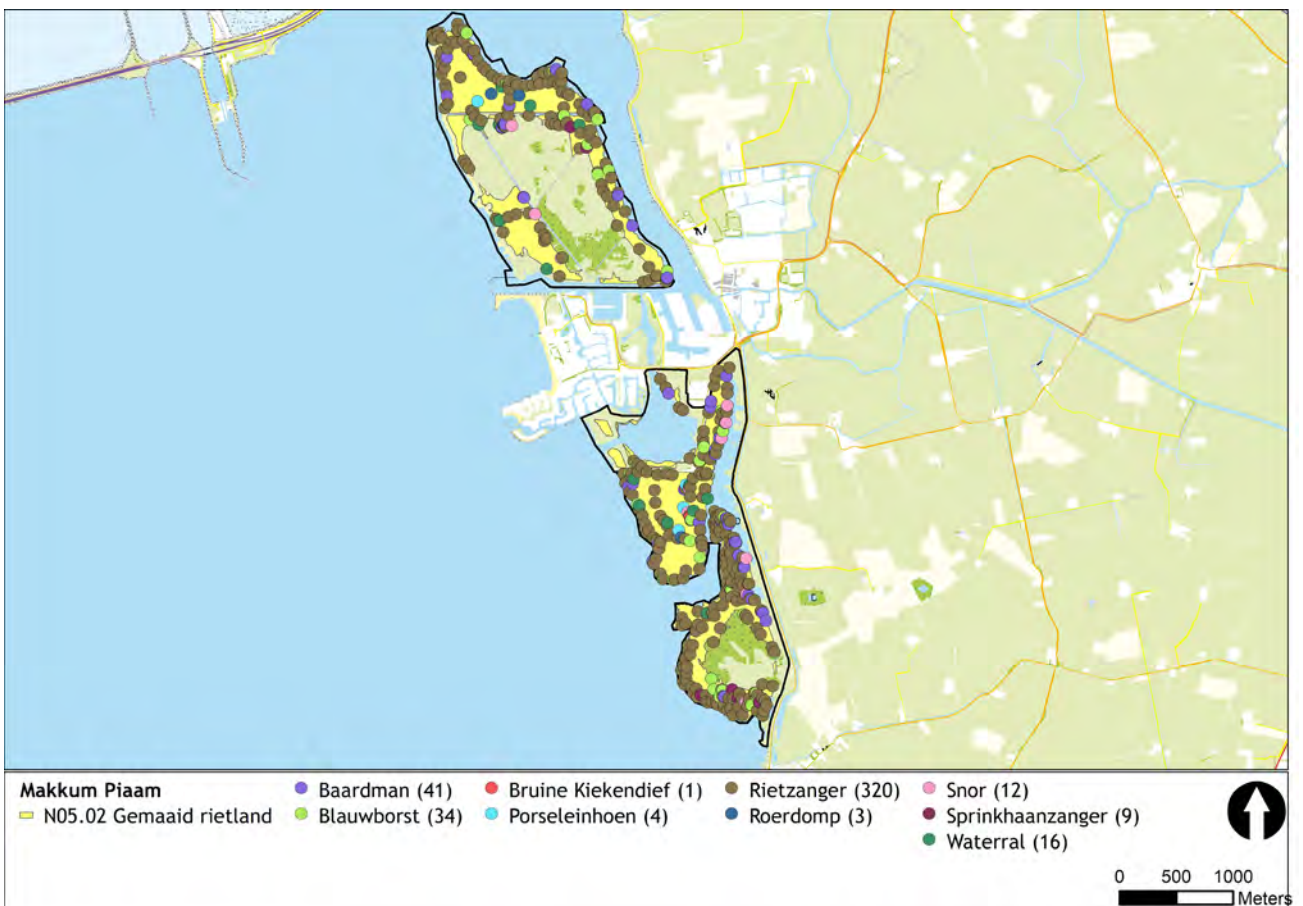 Makkum Piaam
N05.02 Gemaaid rietland
Baardman (41)
Blauwborst (34)
Bruine Kiekendief (1)
Porseleinhoen (4)
Rietzanger (320)
Roerdomp (3)
Snor (12)
Sprinkhaanzanger (9)
Waterral (16)
0 500 1000
Meters